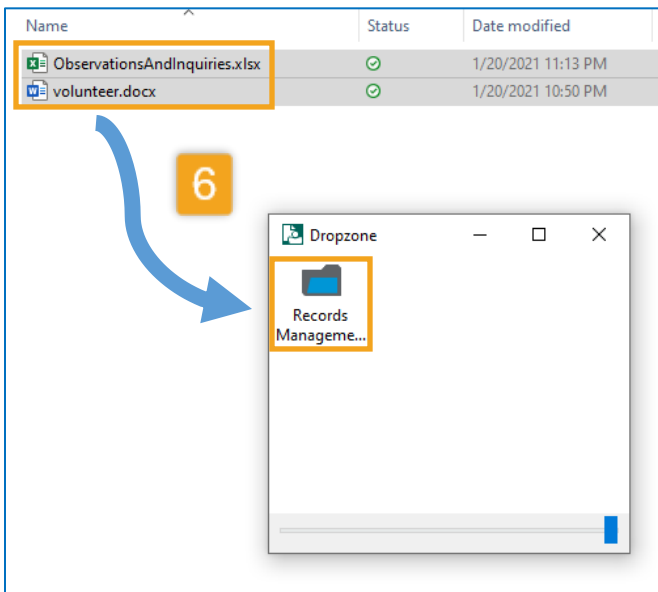 Name Status Date modified
ObservationsAndInquiries.xlsx 1/20/2021 11:13 PM
volunteer.docx 1/20/2021 10:50 PM
6
Dropzone
Records
Manageme...